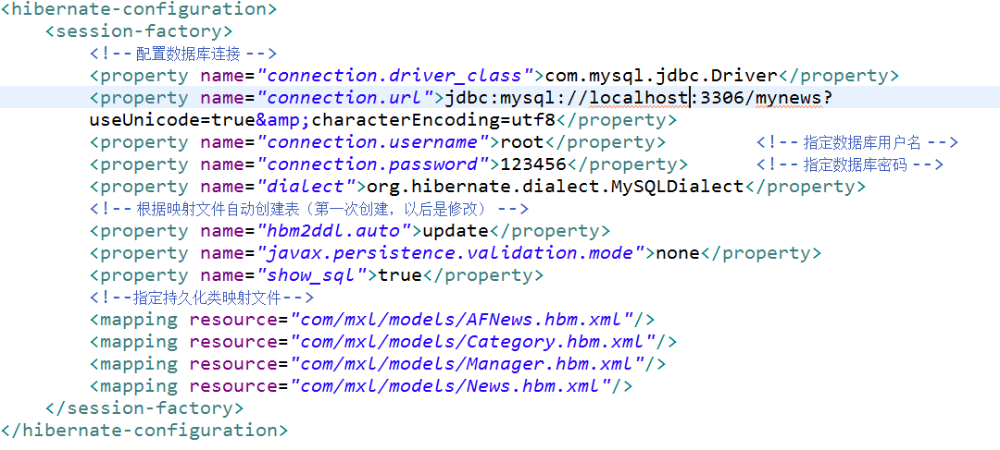 <hibernate-configuration>
<session-factory>
<!-- 配置数据库连接 -->
<property name="connection.driver_class">com.mysql.jdbc.Driver</property>
<property name="connection.url">jdbc:mysql://localhost:3306/mynews?
useUnicode=true&amp;characterEncoding=utf8</property>
<property name="connection.username">root</property> <!-- 指定数据库用户名 -->
<property name="connection.password">123456</property> <!-- 指定数据库密码 -->
<property name="dialect">org.hibernate.dialect.MySQLDialect</property>
<!-- 根据映射文件自动创建表（第一次创建，以后是修改） -->
<property name="hbm2ddl.auto">update</property>
<property name="javax.persistence.validation.mode">none</property>
<property name="show_sql">true</property>
<!--指定持久化类映射文件-->
<mapping resource="com/mxl/models/AFNews.hbm.xml"/>
<mapping resource="com/mxl/models/Category.hbm.xml"/>
<mapping resource="com/mxl/models/Manager.hbm.xml"/>
<mapping resource="com/mxl/models/News.hbm.xml"/>
</session-factory>
</hibernate-configuration>